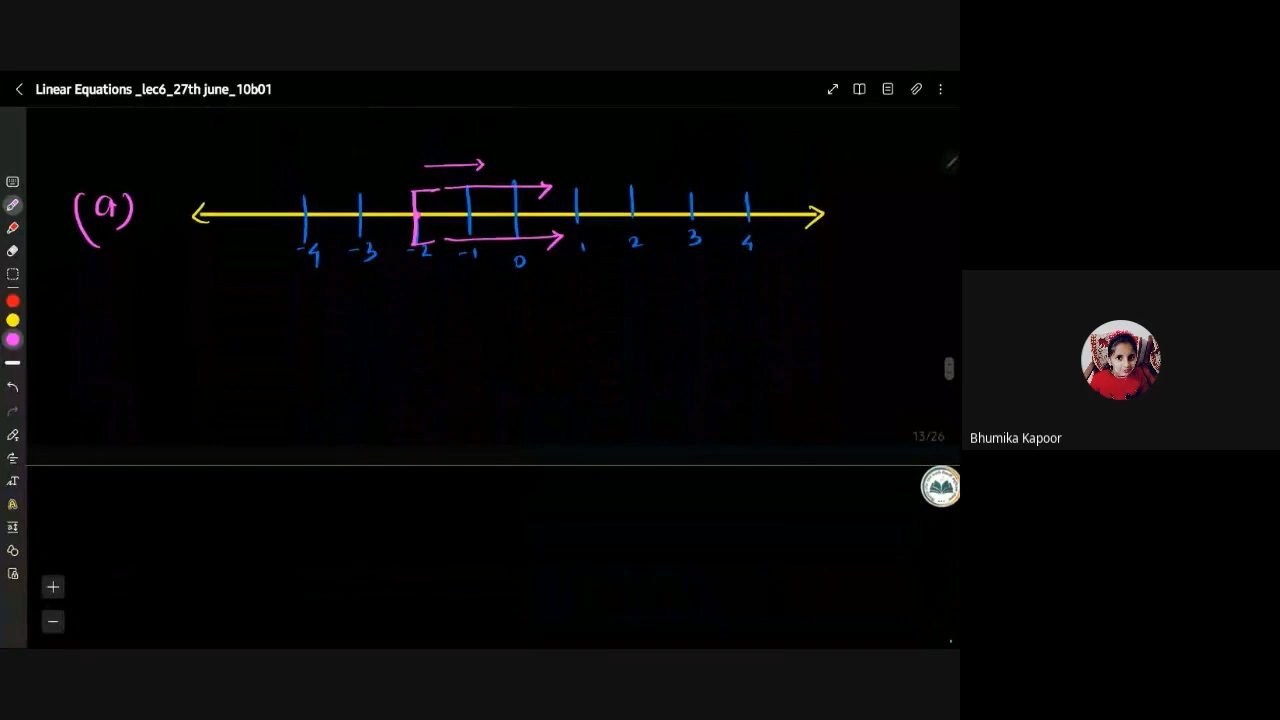 Linear Equations _lec6_27th june_10b01
(a)
-4 -3 -2 -1 0 1 2 3 4
Bhumika Kapoor
13/26